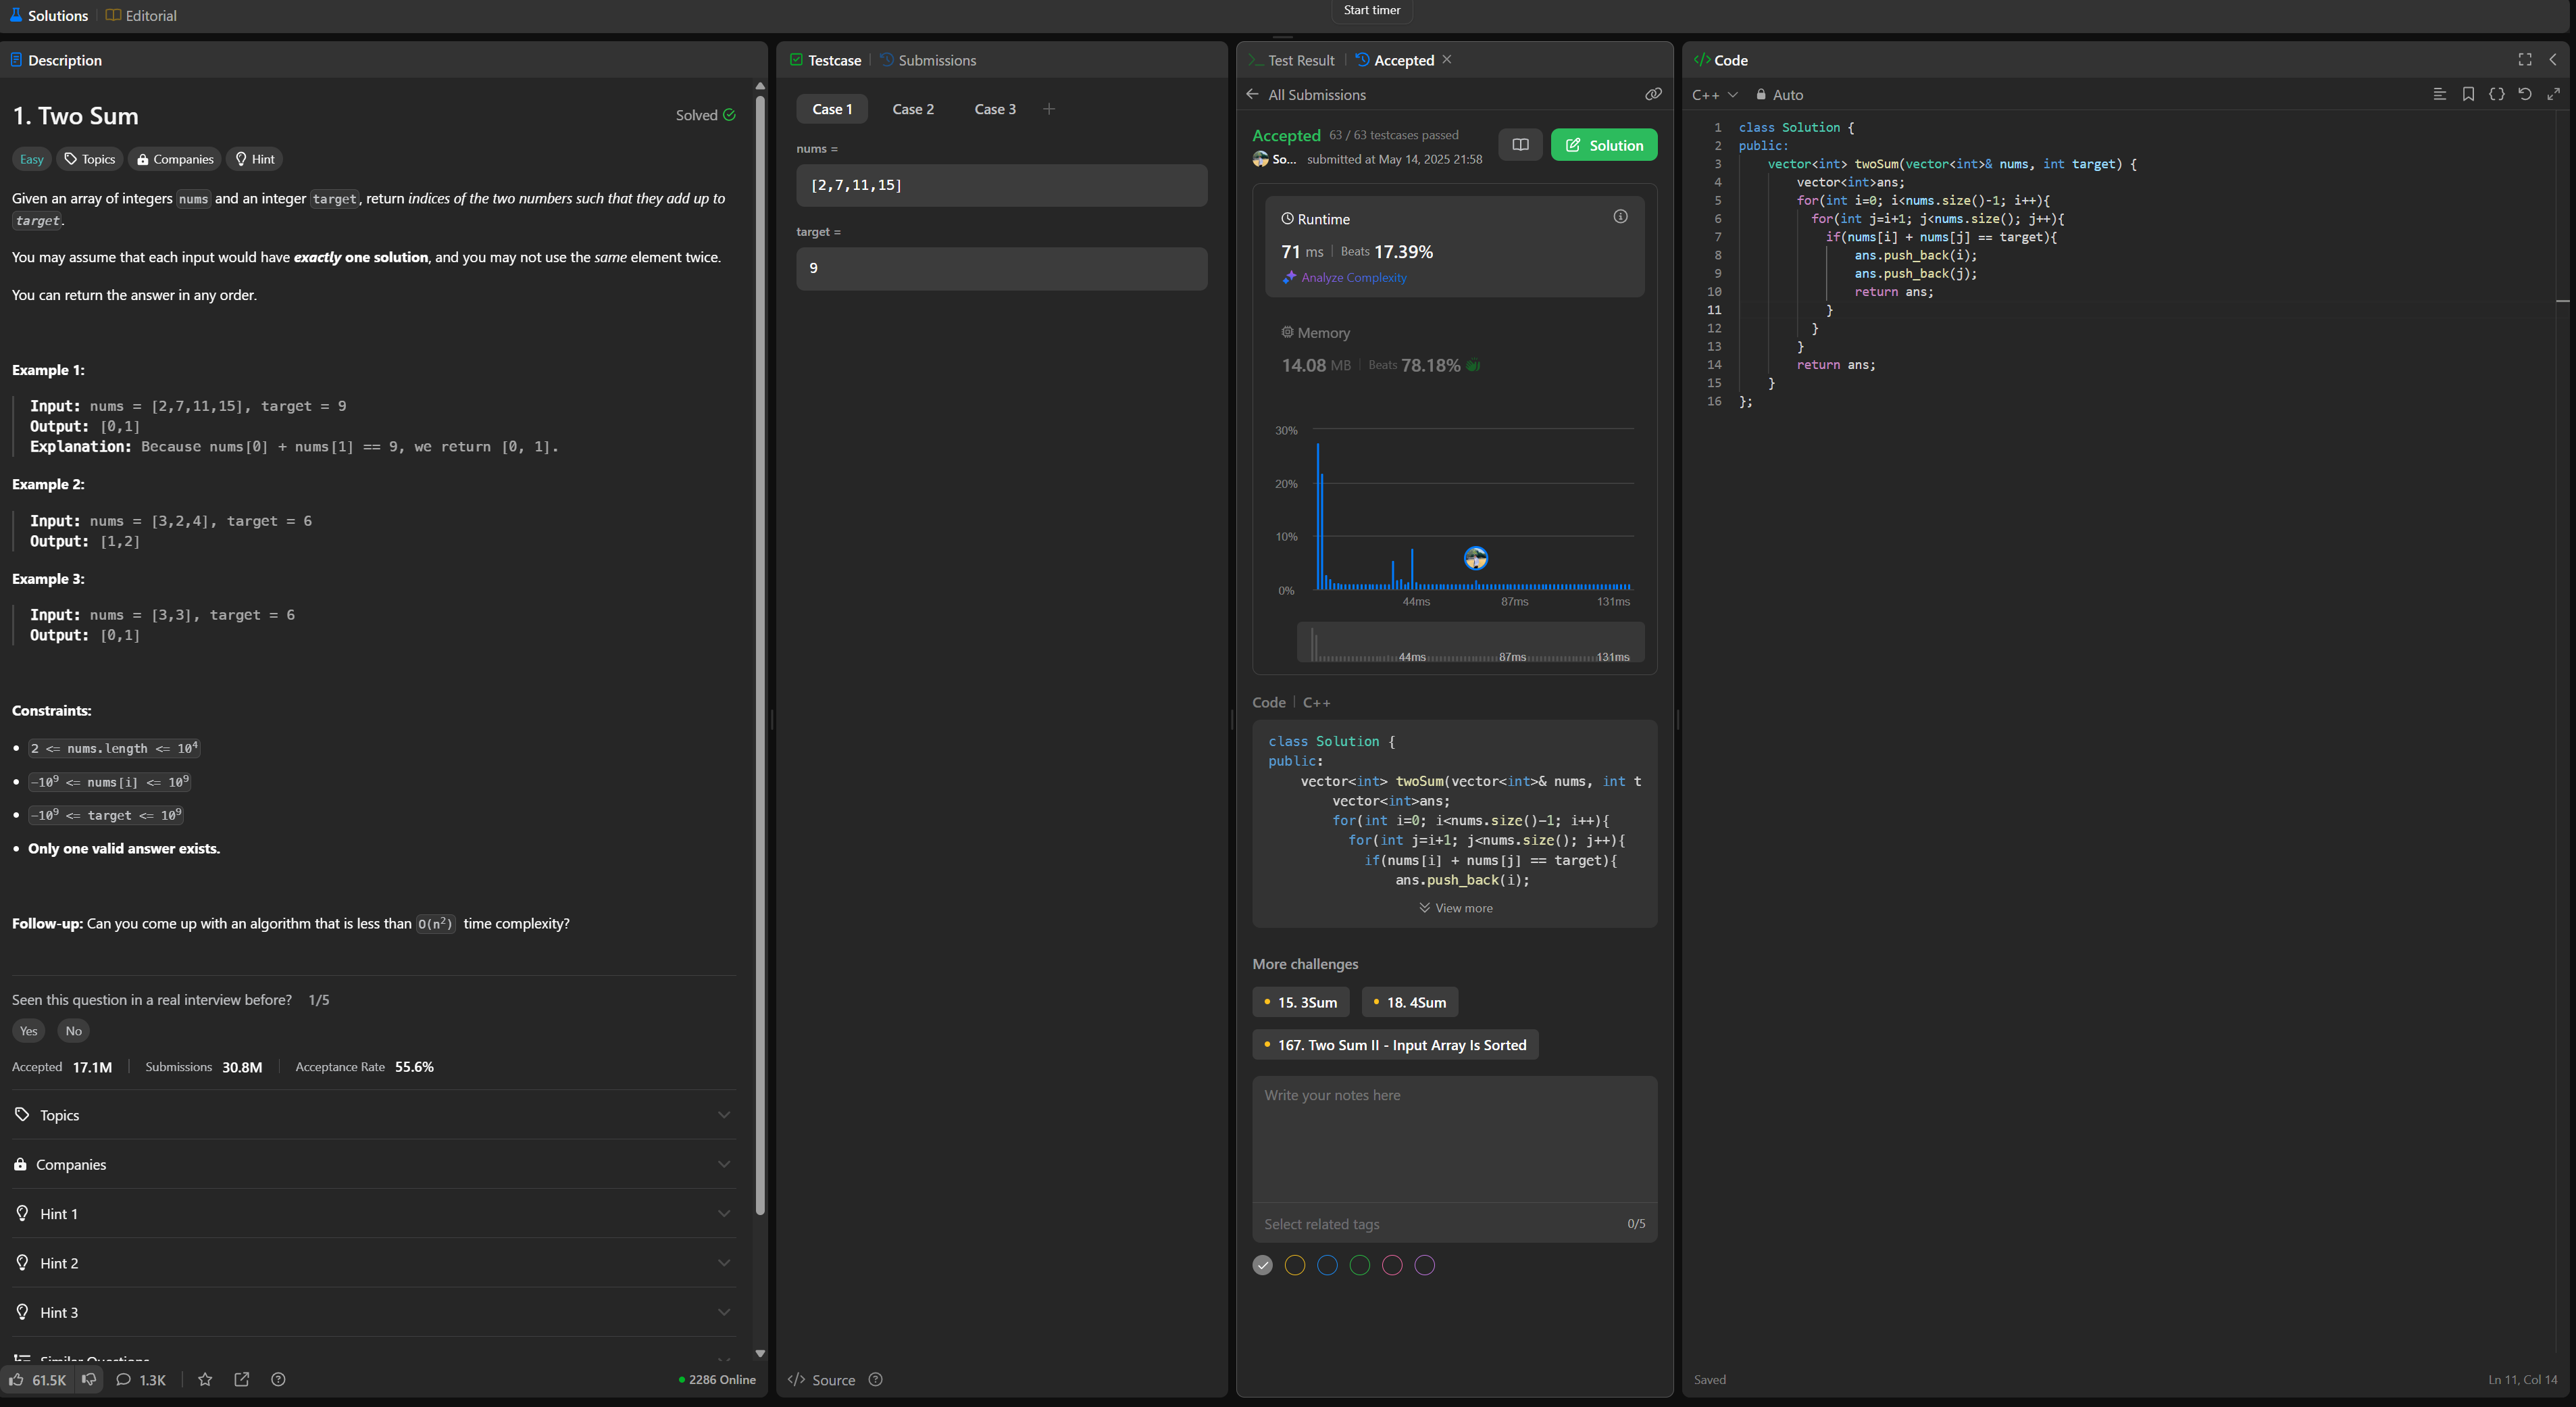 Solutions | Editorial
Start timer
Description
1. Two Sum
Solved
Easy Topics Companies Hint
Given an array of integers nums and an integer target, return indices of the two numbers such that they add up to
target.
You may assume that each input would have exactly one solution, and you may not use the same element twice.
You can return the answer in any order.
Example 1:
Input: nums = [2,7,11,15], target = 9
Output: [0,1]
Explanation: Because nums[0] + nums[1] == 9, we return [0, 1].
Example 2:
Input: nums = [3,2,4], target = 6
Output: [1,2]
Example 3:
Input: nums = [3,3], target = 6
Output: [0,1]
Constraints:
• 2 <= nums.length <= 10⁴
• -10⁹ <= nums[i] <= 10⁹
• -10⁹ <= target <= 10⁹
• Only one valid answer exists.
Follow-up: Can you come up with an algorithm that is less than O(n²) time complexity?
Seen this question in a real interview before? 1/5
Yes No
Accepted 17.1M | Submissions 30.8M | Acceptance Rate 55.6%
Topics
Companies
Hint 1
Hint 2
Hint 3
Similar Questions
61.5K 1.3K 2286 Online
Testcase | Submissions
Case 1 Case 2 Case 3 +
nums =
[2,7,11,15]
target =
9
</> Source
Test Result | Accepted
All Submissions
Accepted 63 / 63 testcases passed
So... submitted at May 14, 2025 21:58
Solution
Runtime
71 ms | Beats 17.39%
Analyze Complexity
Memory
14.08 MB | Beats 78.18%
30%
20%
10%
0%
44ms 87ms 131ms
44ms 87ms 131ms
Code | C++
class Solution {
public:
    vector<int> twoSum(vector<int>& nums, int t
        vector<int>ans;
        for(int i=0; i<nums.size()-1; i++){
          for(int j=i+1; j<nums.size(); j++){
            if(nums[i] + nums[j] == target){
                ans.push_back(i);
View more
More challenges
• 15. 3Sum • 18. 4Sum
• 167. Two Sum II - Input Array Is Sorted
Write your notes here
Select related tags 0/5
</> Code
C++ Auto
1 class Solution {
2 public:
3     vector<int> twoSum(vector<int>& nums, int target) {
4         vector<int>ans;
5         for(int i=0; i<nums.size()-1; i++){
6           for(int j=i+1; j<nums.size(); j++){
7             if(nums[i] + nums[j] == target){
8                 ans.push_back(i);
9                 ans.push_back(j);
10                 return ans;
11             }
12           }
13         }
14         return ans;
15     }
16 };
Saved Ln 11, Col 14